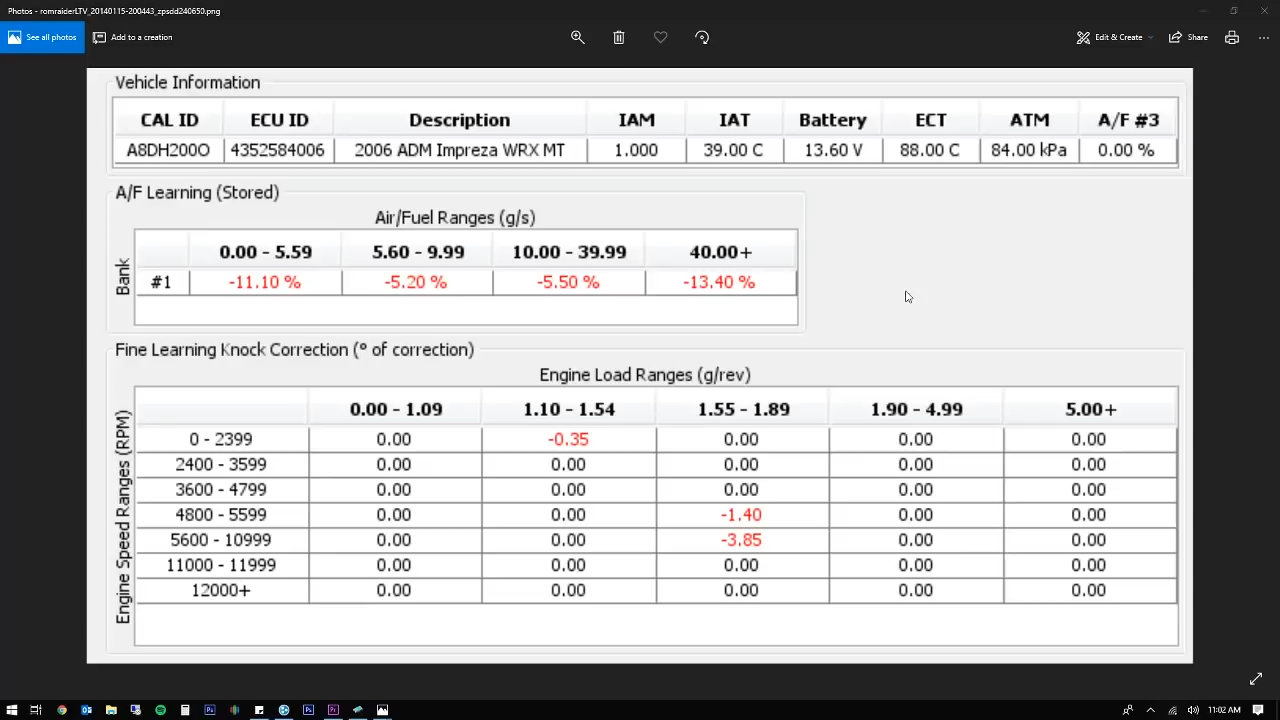 Photos - romraiderLTV_20140115-200443_zpsdd240650.png
See all photos
Add to a creation
Edit & Create
Share
Vehicle Information
CAL ID ECU ID Description IAM IAT Battery ECT ATM A/F #3
A8DH200O 4352584006 2006 ADM Impreza WRX MT 1.000 39.00 C 13.60 V 88.00 C 84.00 kPa 0.00 %
A/F Learning (Stored)
Air/Fuel Ranges (g/s)
Bank
0.00 - 5.59 5.60 - 9.99 10.00 - 39.99 40.00+
#1 -11.10 % -5.20 % -5.50 % -13.40 %
Fine Learning Knock Correction (° of correction)
Engine Load Ranges (g/rev)
Engine Speed Ranges (RPM)
0.00 - 1.09 1.10 - 1.54 1.55 - 1.89 1.90 - 4.99 5.00+
0 - 2399 0.00 -0.35 0.00 0.00 0.00
2400 - 3599 0.00 0.00 0.00 0.00 0.00
3600 - 4799 0.00 0.00 0.00 0.00 0.00
4800 - 5599 0.00 0.00 -1.40 0.00 0.00
5600 - 10999 0.00 0.00 -3.85 0.00 0.00
11000 - 11999 0.00 0.00 0.00 0.00 0.00
12000+ 0.00 0.00 0.00 0.00 0.00
11:02 AM